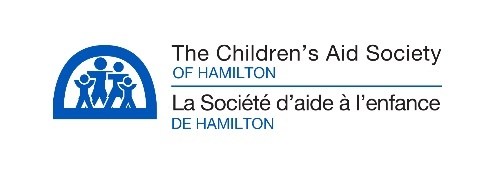 The Children's Aid Society
OF HAMILTON
La Société d'aide à l'enfance
DE HAMILTON